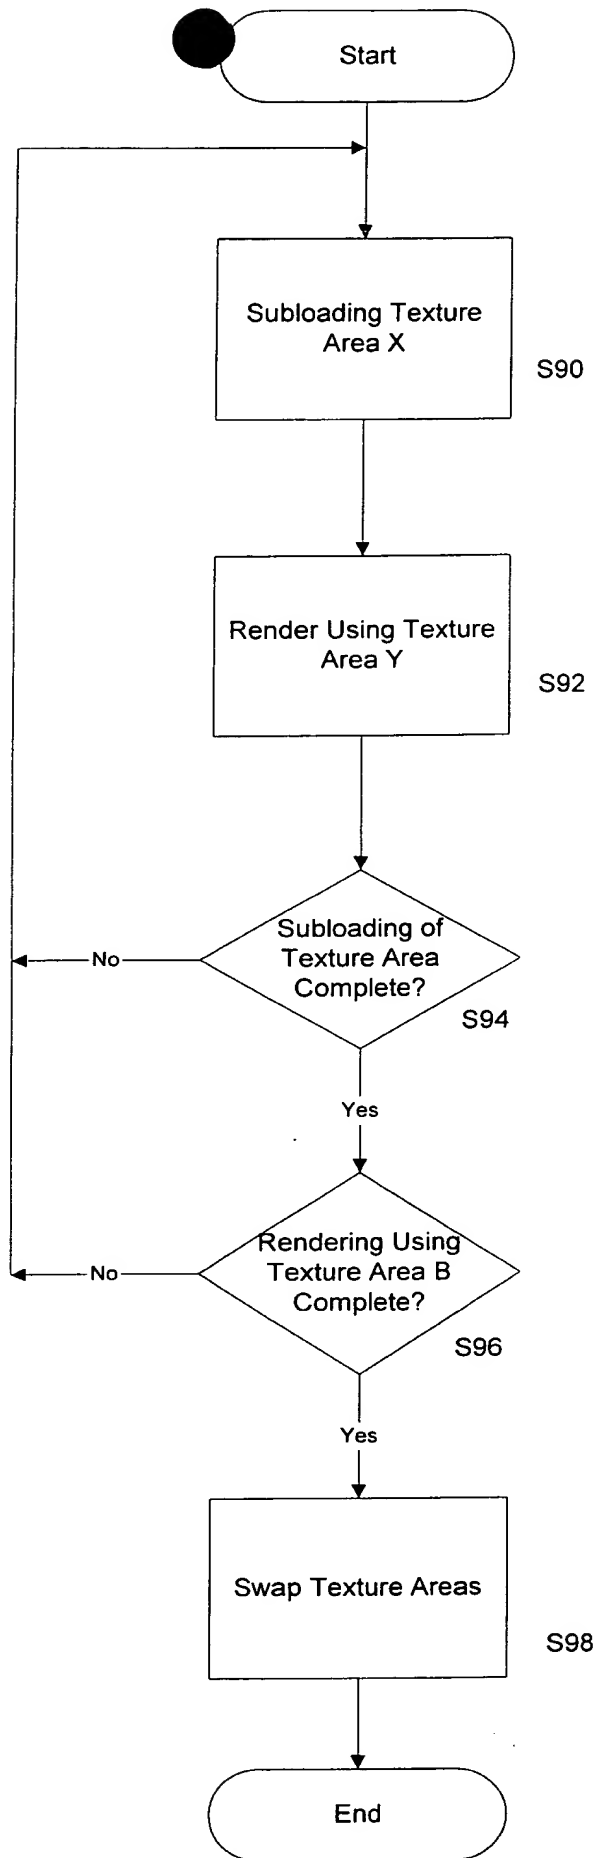 Start
Subloading Texture
Area X
S90
Render Using Texture
Area Y
S92
Subloading of
Texture Area
Complete?
S94
No
Yes
Rendering Using
Texture Area B
Complete?
S96
No
Yes
Swap Texture Areas
S98
End